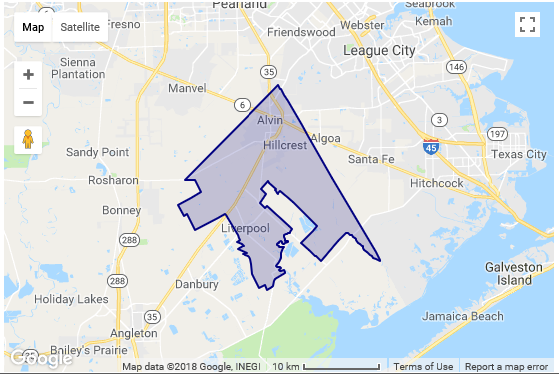 Pearland
Seabrook
Map
Satellite
Fresno
Webster
Kemah
Friendswood
League City
Sienna
Plantation
35
146
Manvel
6
Alvin
3
Algoa
197
Hillcrest
45
Texas City
Sandy Point
Santa Fe
Rosharon
Hitchcock
Bonney
Liverpool
288
Galveston
Island
Danbury
288
Holiday Lakes
35
Jamaica Beach
Angleton
35
Bailey's Prairie
Google
Map data ©2018 Google, INEGI
10 km
Terms of Use
Report a map error